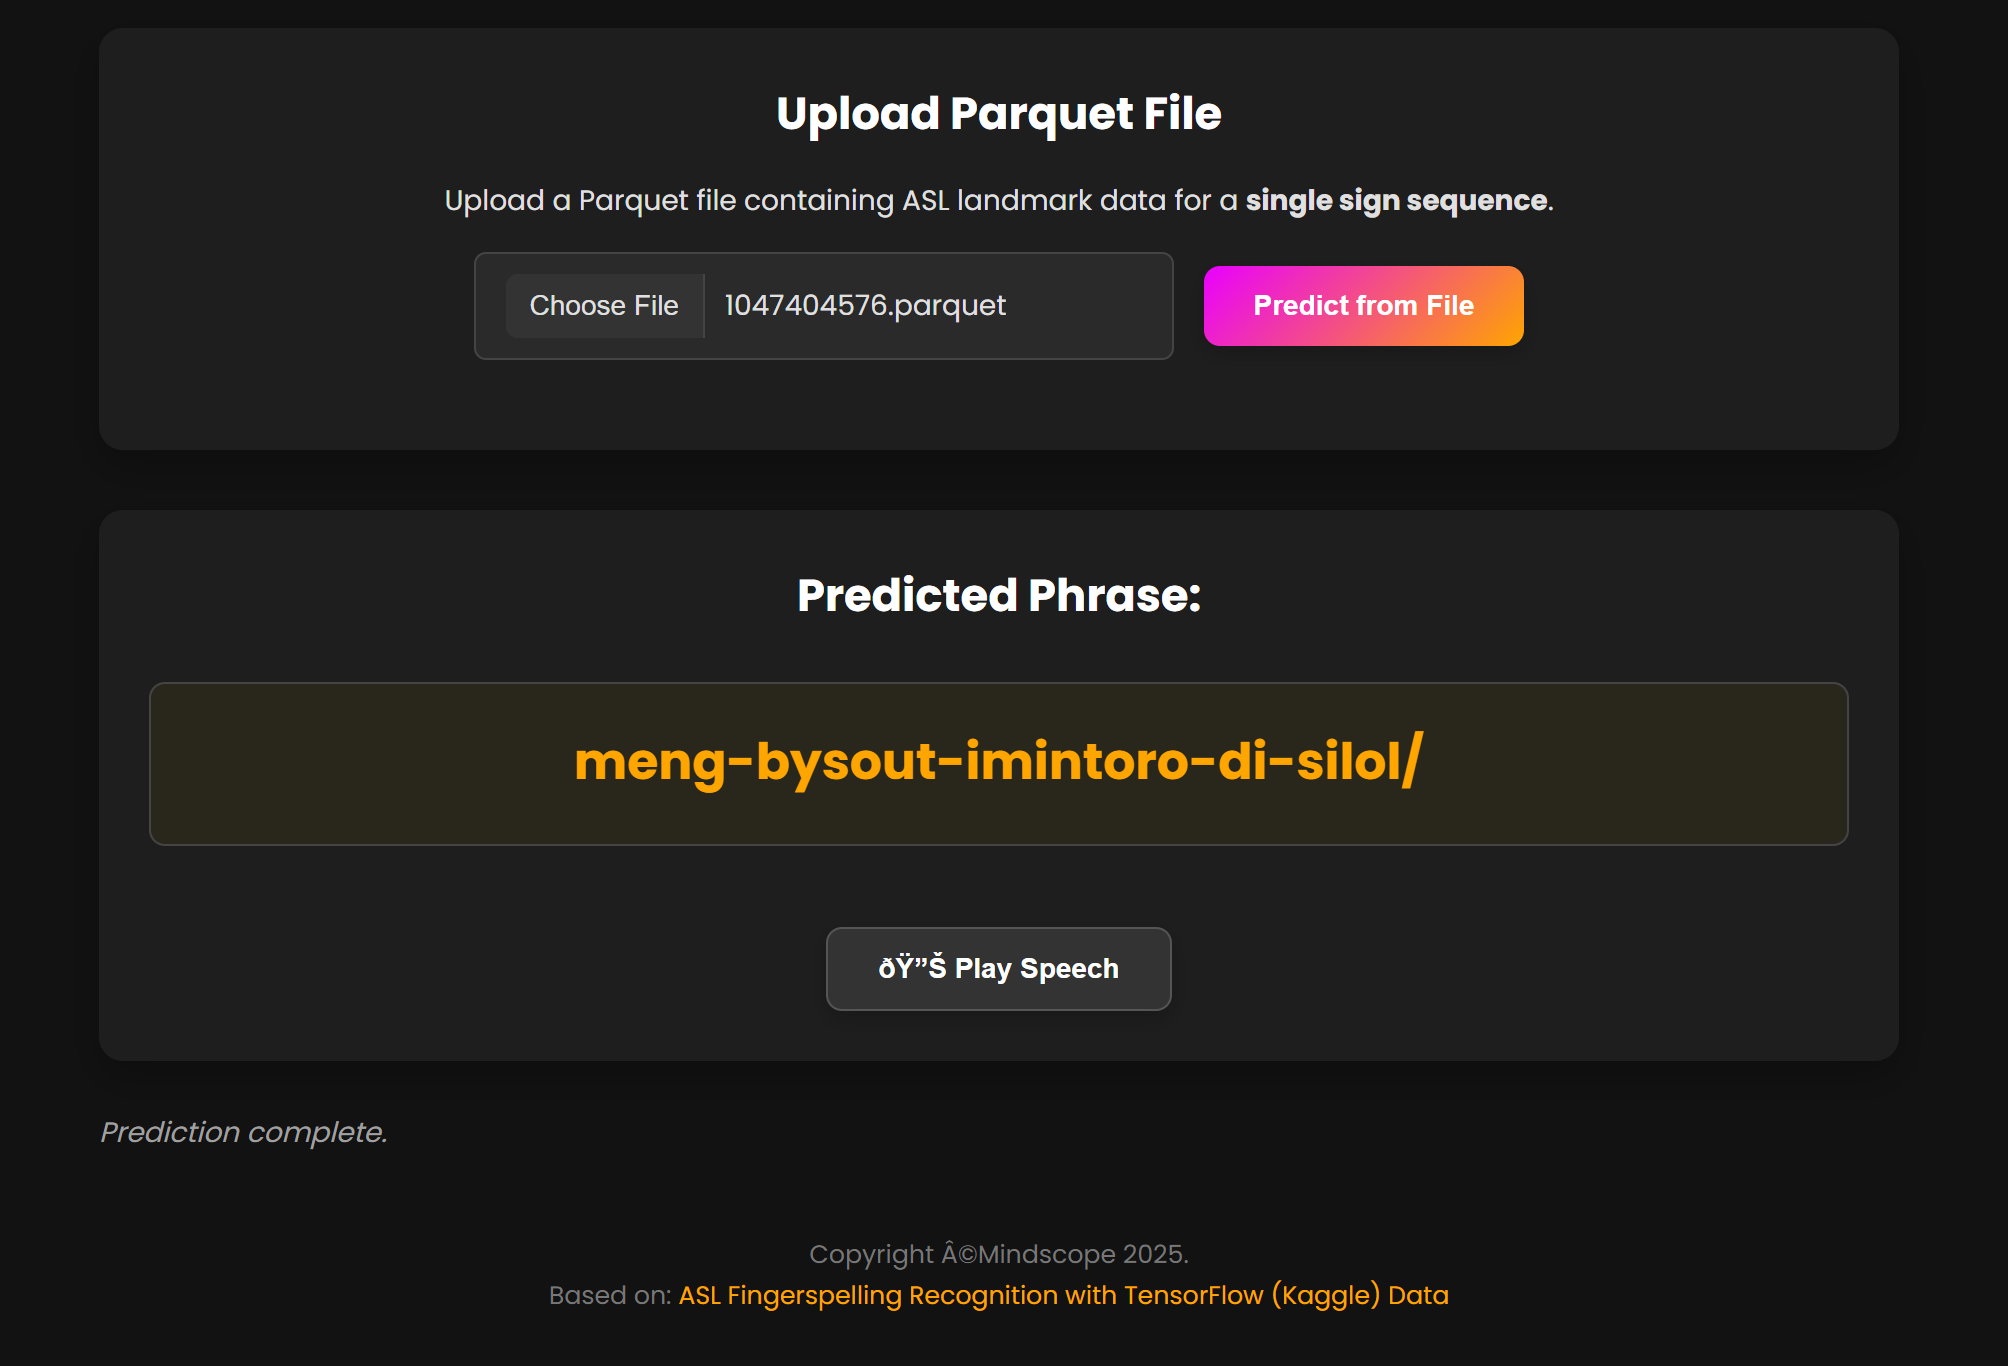 Upload Parquet File
Upload a Parquet file containing ASL landmark data for a single sign sequence.
Choose File 1047404576.parquet Predict from File
Predicted Phrase:
meng-bysout-imintoro-di-silol/
ðŸ”Š Play Speech
Prediction complete.
Copyright Â©Mindscope 2025.
Based on: ASL Fingerspelling Recognition with TensorFlow (Kaggle) Data